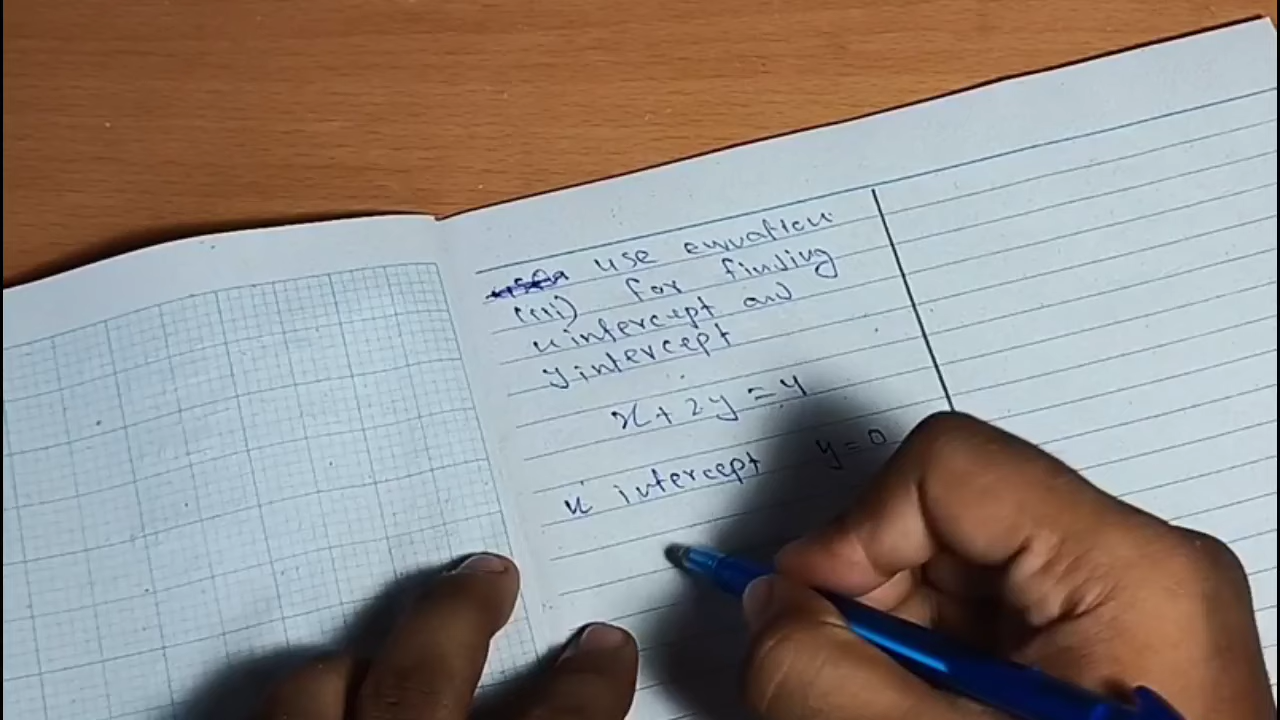 use equation
(iii) for finding
x intercept and
y intercept
x + 2y = 4
x intercept y = 0